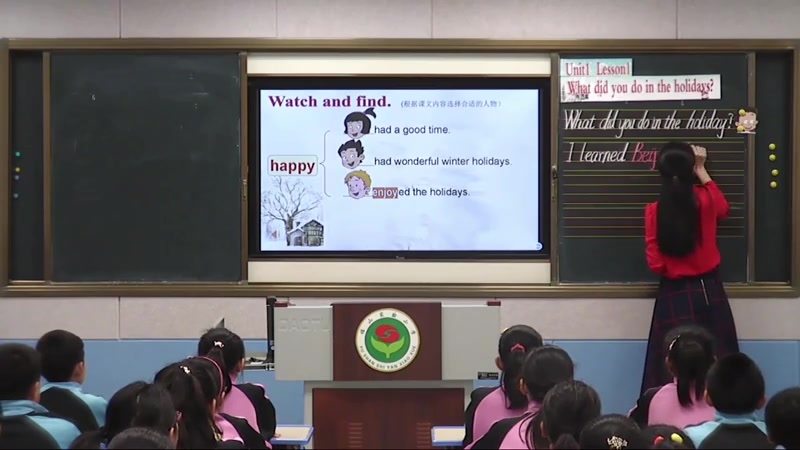 Unit1 Lesson1
What did you do in the holidays?
What did you do in the holiday?
I learned Beij
Watch and find. (根据课文内容选择合适的人物)
had a good time.
happy
had wonderful winter holidays.
enjoyed the holidays.